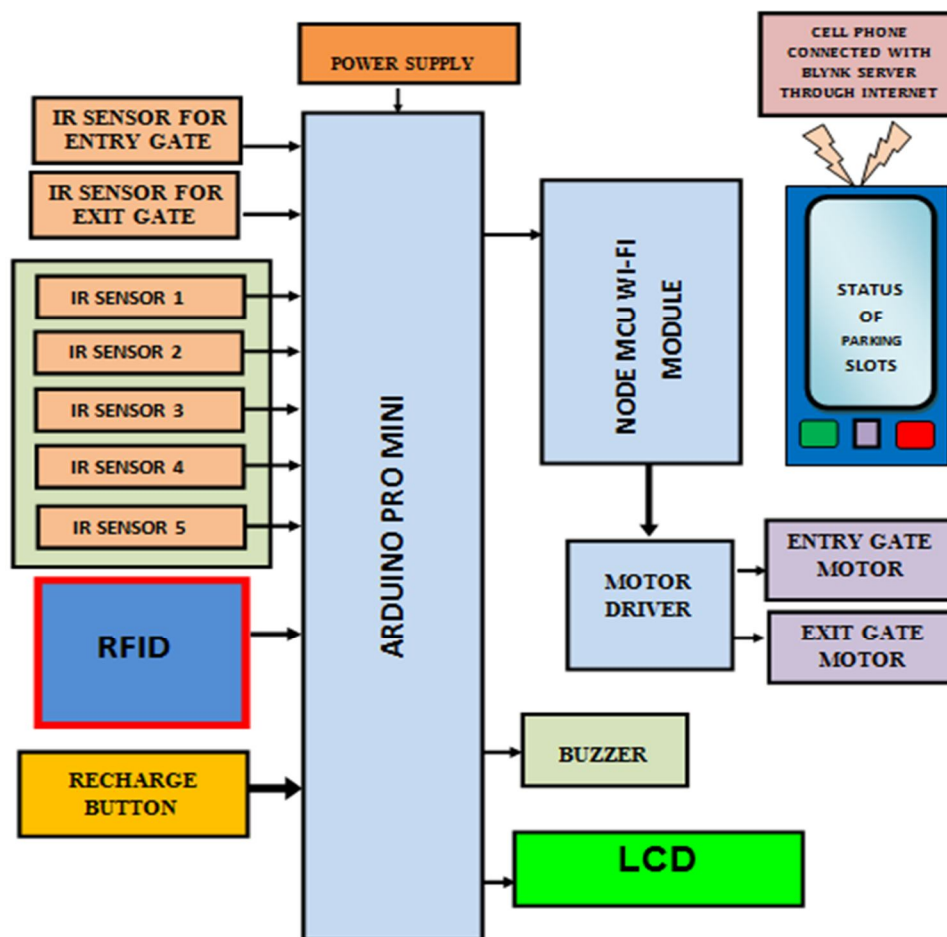 POWER SUPPLY
CELL PHONE
CONNECTED WITH
BLYNK SERVER
THROUGH INTERNET
IR SENSOR FOR
ENTRY GATE
IR SENSOR FOR
EXIT GATE
IR SENSOR 1
IR SENSOR 2
IR SENSOR 3
IR SENSOR 4
IR SENSOR 5
RFID
RECHARGE
BUTTON
ARDUINO PRO MINI
NODE MCU WI-FI
MODULE
STATUS
OF
PARKING
SLOTS
MOTOR
DRIVER
ENTRY GATE
MOTOR
EXIT GATE
MOTOR
BUZZER
LCD